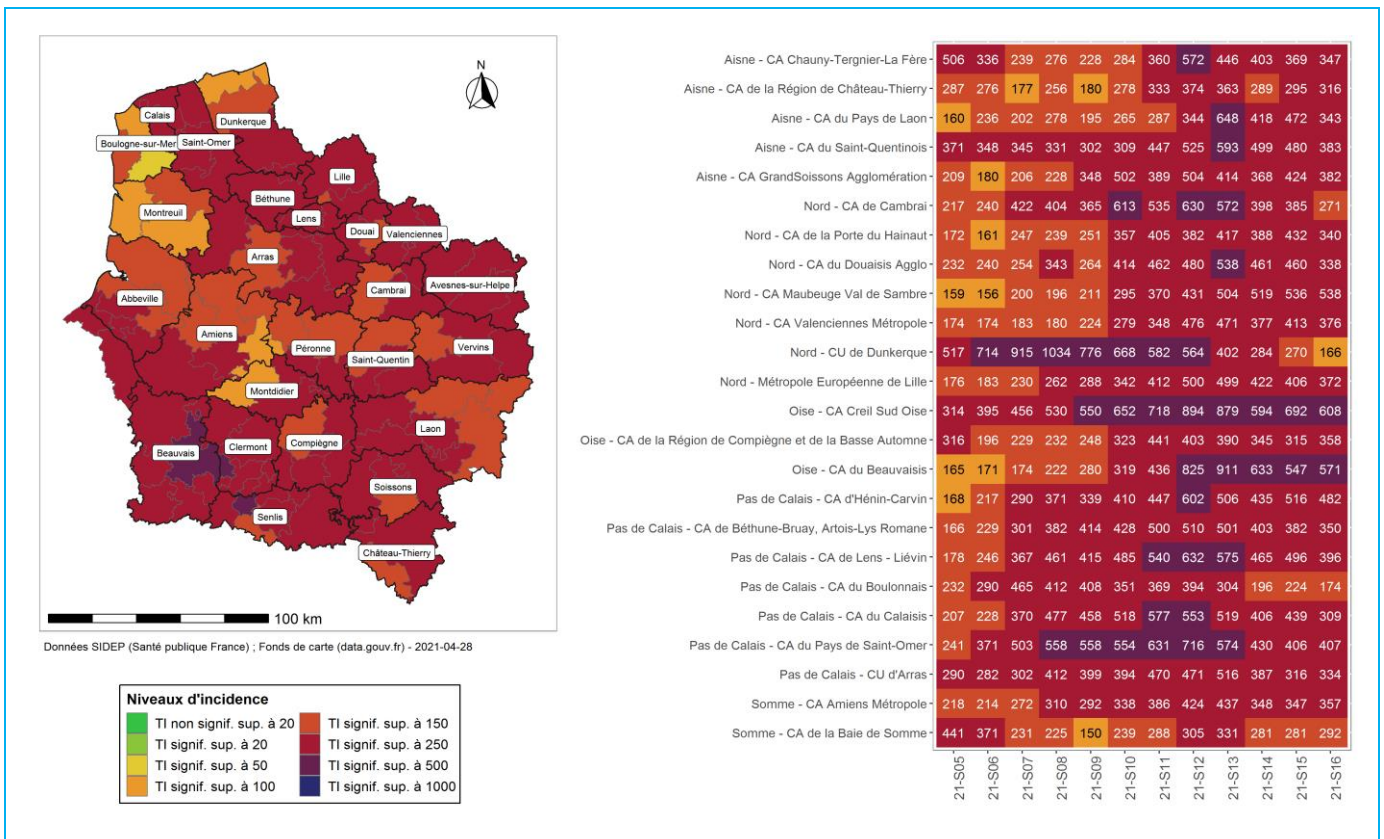 N
Calais
Dunkerque
Boulogne-sur-Mer
Saint-Omer
Lille
Béthune
Montreuil
Lens
Douai
Valenciennes
Arras
Avesnes-sur-Helpe
Cambrai
Abbeville
Amiens
Péronne
Saint-Quentin
Vervins
Montdidier
Laon
Compiègne
Clermont
Beauvais
Soissons
Senlis
Château-Thierry
100 km
Données SIDEP (Santé publique France) ; Fonds de carte (data.gouv.fr) - 2021-04-28
Niveaux d'incidence
TI non signif. sup. à 20
TI signif. sup. à 20
TI signif. sup. à 50
TI signif. sup. à 100
TI signif. sup. à 150
TI signif. sup. à 250
TI signif. sup. à 500
TI signif. sup. à 1000
Aisne - CA Chauny-Tergnier-La Fère 506 336 239 276 228 284 360 572 446 403 369 347
Aisne - CA de la Région de Château-Thierry 287 276 177 256 180 278 333 374 363 289 295 316
Aisne - CA du Pays de Laon 160 236 202 278 195 265 287 344 648 418 472 343
Aisne - CA du Saint-Quentinois 371 348 345 331 302 309 447 525 593 499 480 383
Aisne - CA GrandSoissons Agglomération 209 180 206 228 348 502 389 504 414 368 424 382
Nord - CA de Cambrai 217 240 422 404 365 613 535 630 572 398 385 271
Nord - CA de la Porte du Hainaut 172 161 247 239 251 357 405 382 417 388 432 340
Nord - CA du Douaisis Agglo 232 240 254 343 264 414 462 480 538 461 460 338
Nord - CA Maubeuge Val de Sambre 159 156 200 196 211 295 370 431 504 519 536 538
Nord - CA Valenciennes Métropole 174 174 183 180 224 279 348 476 471 377 413 376
Nord - CU de Dunkerque 517 714 915 1034 776 668 582 564 402 284 270 166
Nord - Métropole Européenne de Lille 176 183 230 262 288 342 412 500 499 422 406 372
Oise - CA Creil Sud Oise 314 395 456 530 550 652 718 894 879 594 692 608
Oise - CA de la Région de Compiègne et de la Basse Automne 316 196 229 232 248 323 441 403 390 345 315 358
Oise - CA du Beauvaisis 165 171 174 222 280 319 436 825 911 633 547 571
Pas de Calais - CA d'Hénin-Carvin 168 217 290 371 339 410 447 602 506 435 516 482
Pas de Calais - CA de Béthune-Bruay, Artois-Lys Romane 166 229 301 382 414 428 500 510 501 403 382 350
Pas de Calais - CA de Lens - Liévin 178 246 367 461 415 485 540 632 575 465 496 396
Pas de Calais - CA du Boulonnais 232 290 465 412 408 351 369 394 304 196 224 174
Pas de Calais - CA du Calaisis 207 228 370 477 458 518 577 553 519 406 439 309
Pas de Calais - CA du Pays de Saint-Omer 241 371 503 558 558 554 631 716 574 430 406 407
Pas de Calais - CU d'Arras 290 282 302 412 399 394 470 471 516 387 316 334
Somme - CA Amiens Métropole 218 214 272 310 292 338 386 424 437 348 347 357
Somme - CA de la Baie de Somme 441 371 231 225 150 239 288 305 331 281 281 292
21-S05 21-S06 21-S07 21-S08 21-S09 21-S10 21-S11 21-S12 21-S13 21-S14 21-S15 21-S16